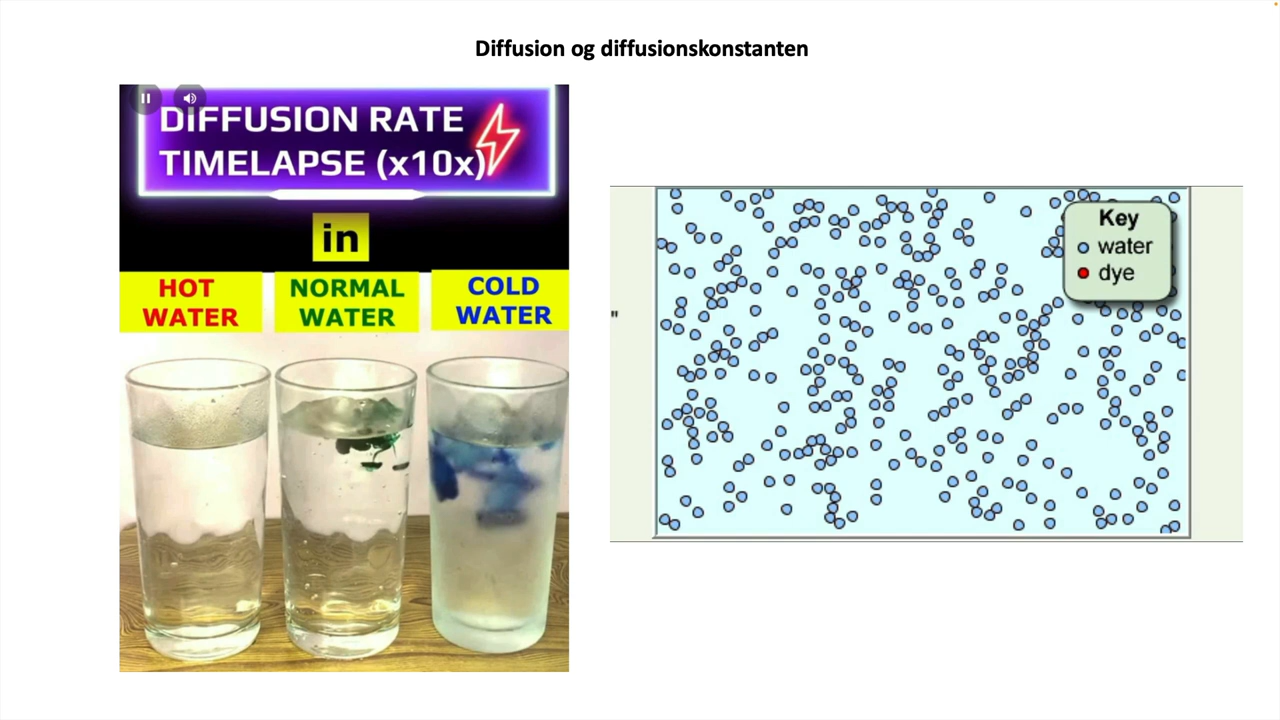 Diffusion og diffusionskonstanten
DIFFUSION RATE
TIMELAPSE (x10x)
in
HOT
WATER
NORMAL
WATER
COLD
WATER
"
Key
water
dye